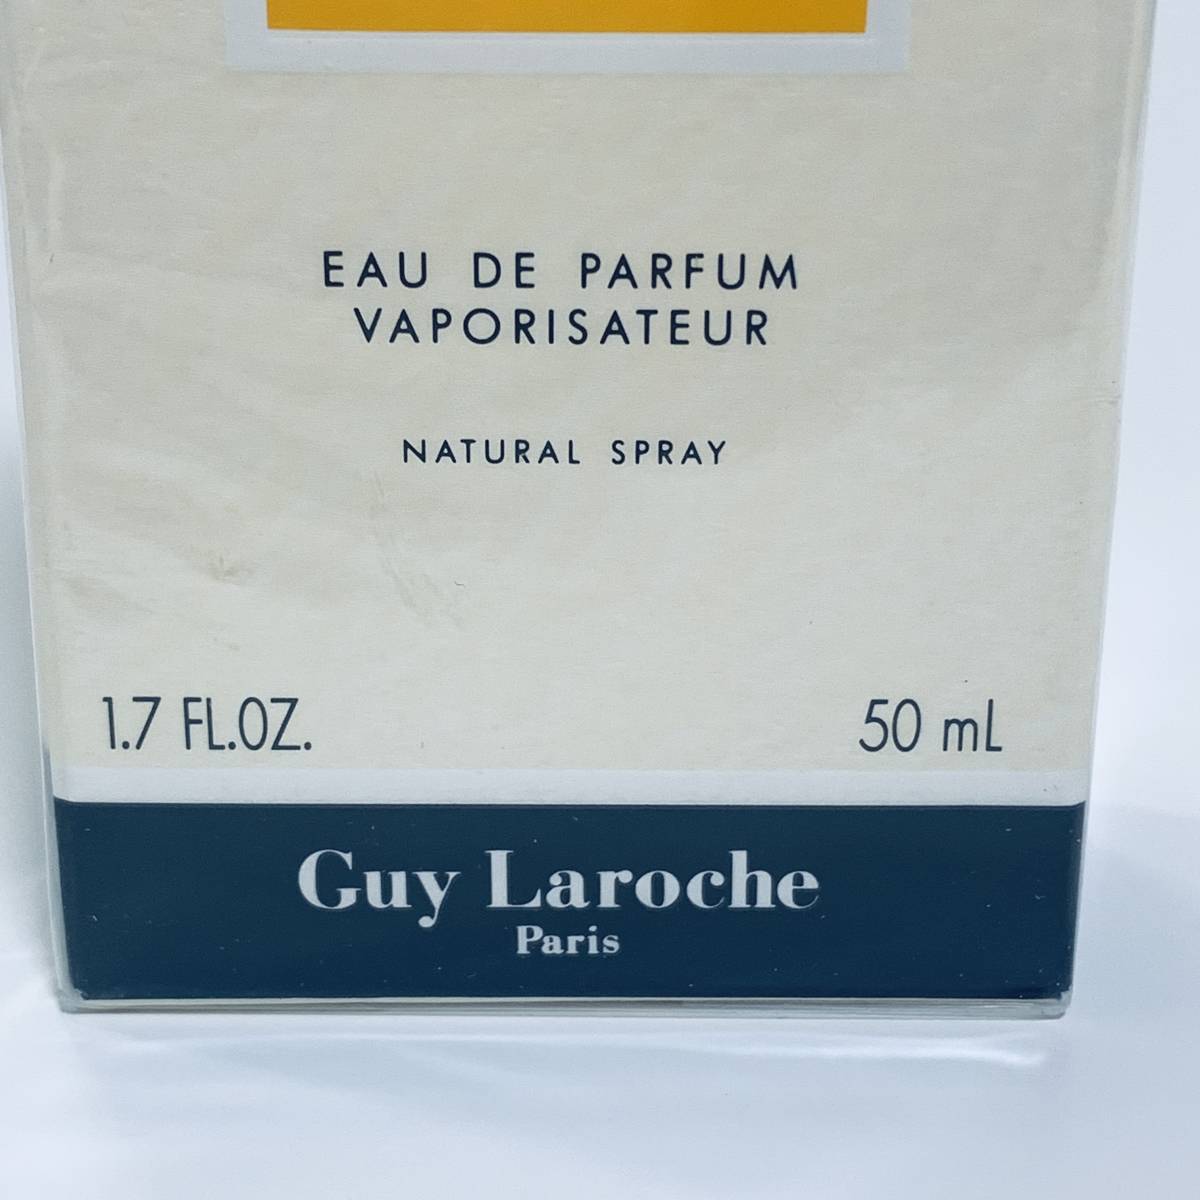 EAU DE PARFUM
VAPORISATEUR
NATURAL SPRAY
1.7 FL.OZ. 50 mL
Guy Laroche
Paris